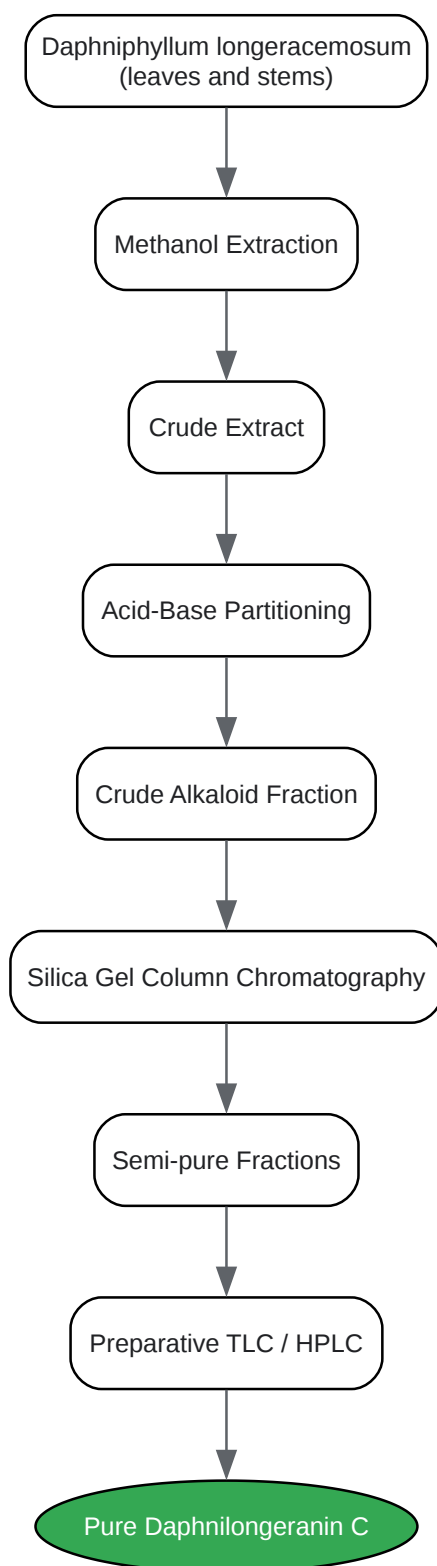 Daphniphyllum longeracemosum
(leaves and stems)
Methanol Extraction
Crude Extract
Acid-Base Partitioning
Crude Alkaloid Fraction
Silica Gel Column Chromatography
Semi-pure Fractions
Preparative TLC / HPLC
Pure Daphnilongeranin C